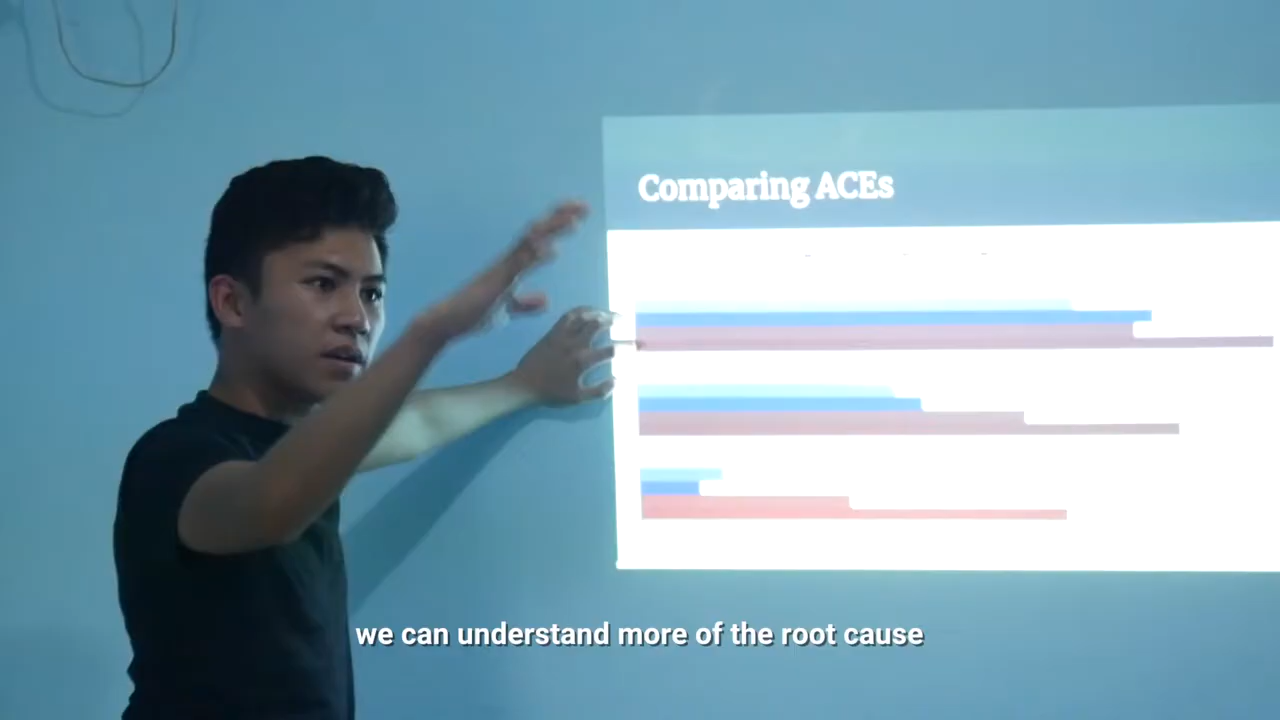 Comparing ACEs
we can understand more of the root cause